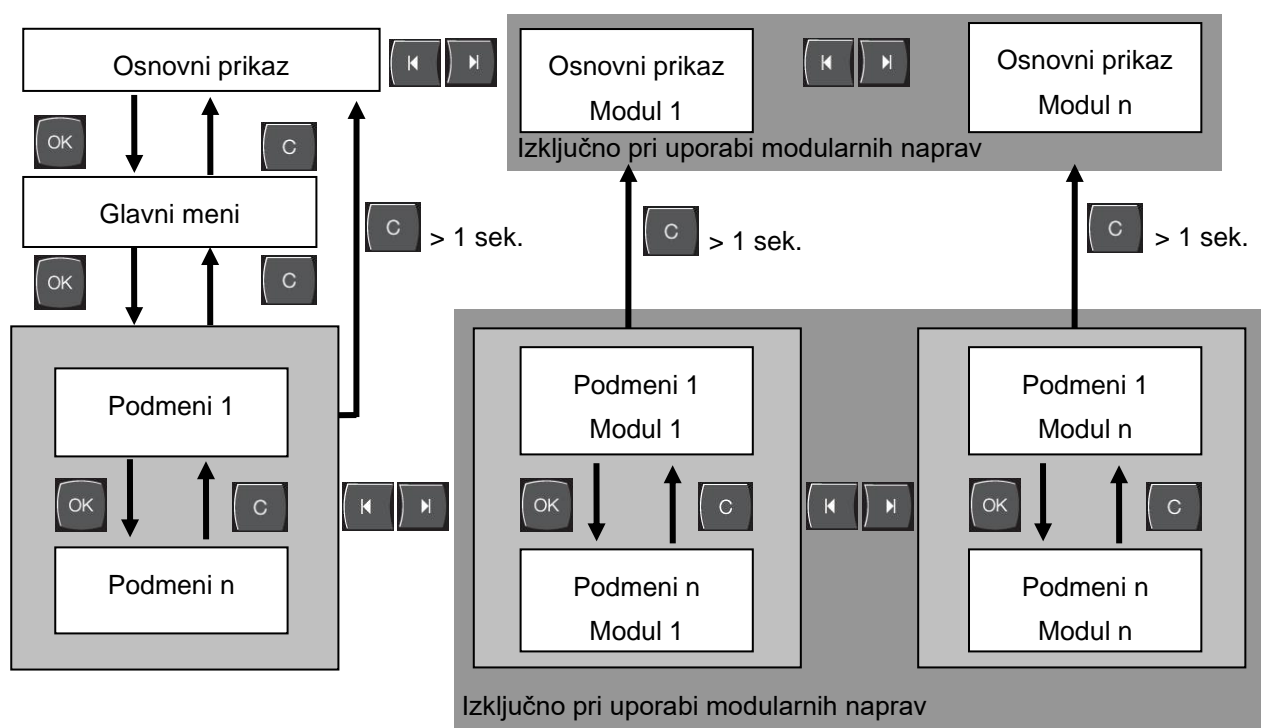 Osnovni prikaz
Osnovni prikaz
Modul 1
Osnovni prikaz
Modul n
Izključno pri uporabi modularnih naprav
OK
C
Glavni meni
C
> 1 sek.
C
> 1 sek.
C
> 1 sek.
OK
C
Podmeni 1
Podmeni 1
Modul 1
Podmeni 1
Modul n
OK
C
OK
C
OK
C
Podmeni n
Podmeni n
Modul 1
Podmeni n
Modul n
Izključno pri uporabi modularnih naprav